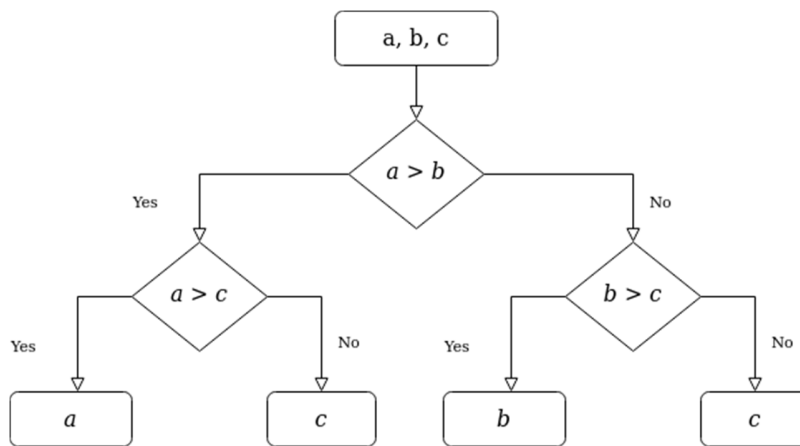 a, b, c
a > b
Yes
No
a > c
b > c
Yes
No
Yes
No
a
c
b
c